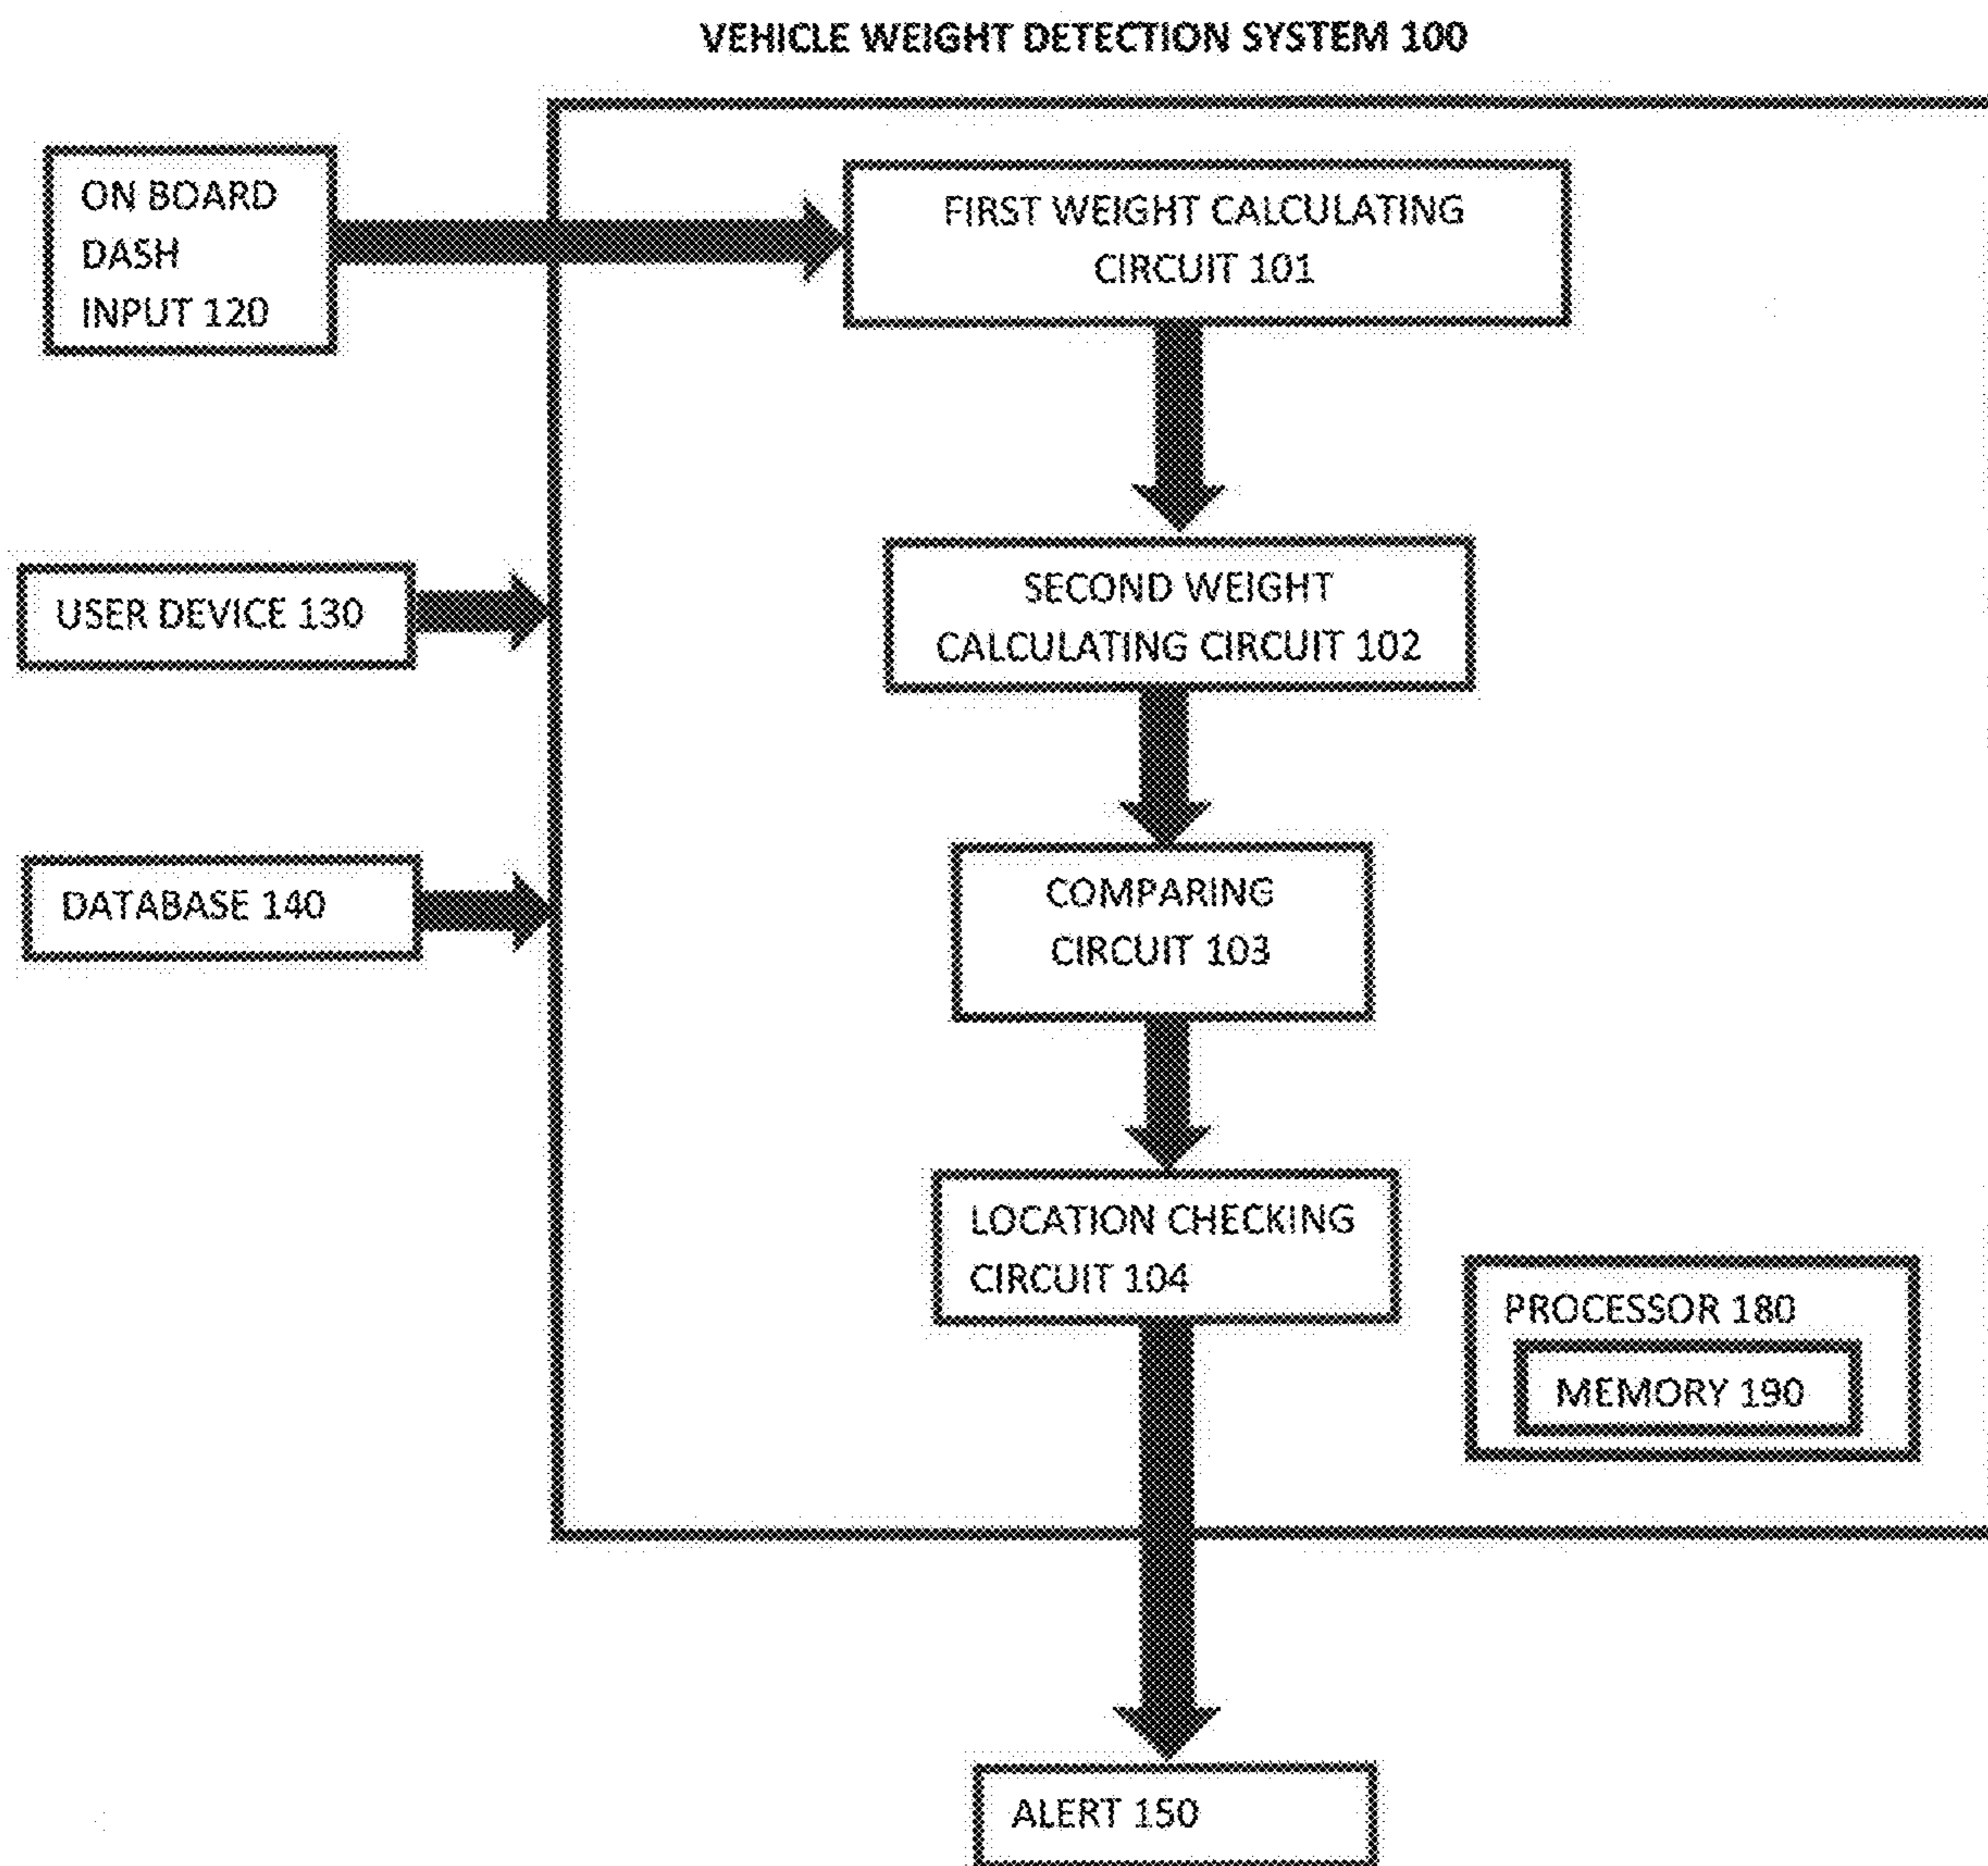 VEHICLE WEIGHT DETECTION SYSTEM 100
ON BOARD
DASH
INPUT 120
FIRST WEIGHT CALCULATING
CIRCUIT 101
USER DEVICE 130
SECOND WEIGHT
CALCULATING CIRCUIT 102
DATABASE 140
COMPARING
CIRCUIT 103
LOCATION CHECKING
CIRCUIT 104
PROCESSOR 180
MEMORY 190
ALERT 150